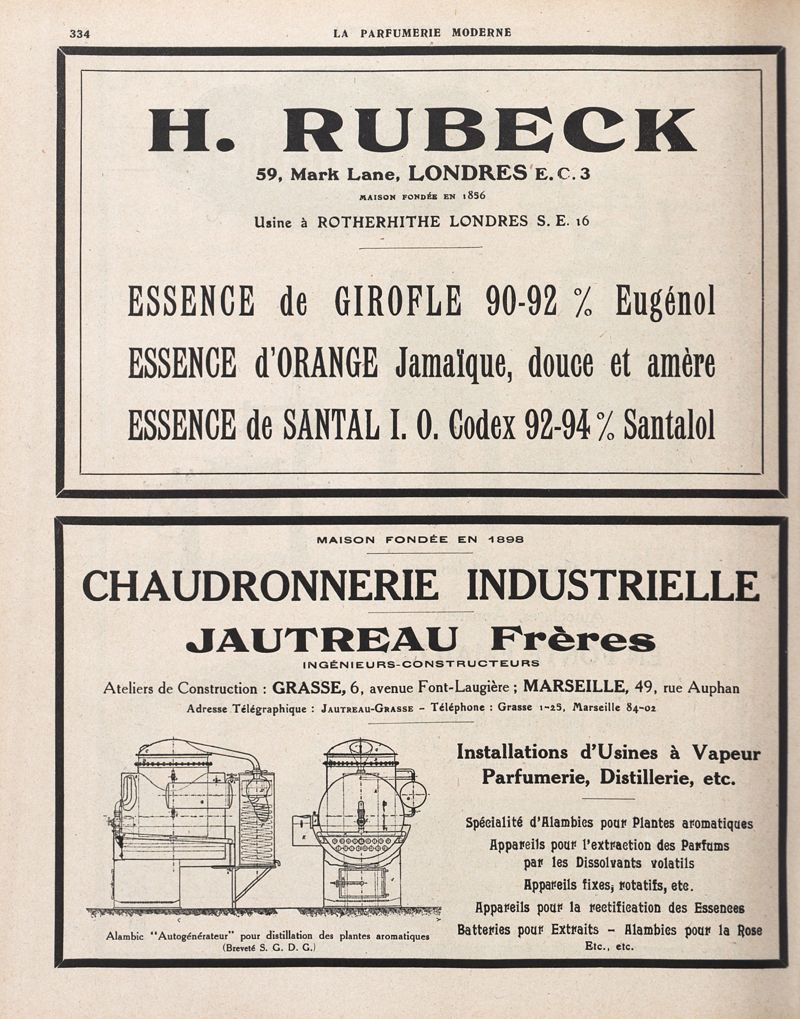 334
LA PARFUMERIE MODERNE
H. RUBECK
59, Mark Lane, LONDRES E. C. 3
MAISON FONDÉE EN 1856
Usine à ROTHERHITHE LONDRES S. E. 16
ESSENCE de GIROFLE 90-92 % Eugénol
ESSENCE d'ORANGE Jamaïque, douce et amère
ESSENCE de SANTAL I. O. Codex 92-94 % Santalol
MAISON FONDÉE EN 1898
CHAUDRONNERIE INDUSTRIELLE
JAUTREAU Frères
INGÉNIEURS-CONSTRUCTEURS
Ateliers de Construction : GRASSE, 6, avenue Font-Laugière ; MARSEILLE, 49, rue Auphan
Adresse Télégraphique : JAUTREAU-GRASSE – Téléphone : Grasse 1-25, Marseille 84-02
Installations d'Usines à Vapeur
Parfumerie, Distillerie, etc.
Spécialité d'Alambics pour Plantes aromatiques
Appareils pour l'extraction des Parfums
par les Dissolvants volatils
Appareils fixes, rotatifs, etc.
Appareils pour la rectification des Essences
Batteries pour Extraits – Alambics pour la Rose
Etc., etc.
Alambic "Autogénérateur" pour distillation des plantes aromatiques
(Breveté S. G. D. G.)